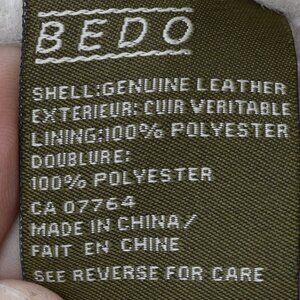 BEDO
SHELL:GENUINE LEATHER
EXTERIEUR: CUIR VERITABLE
LINING:100% POLYESTER
DOUBLURE:
100% POLYESTER
CA 07764
MADE IN CHINA/
FAIT EN CHINE
SEE REVERSE FOR CARE